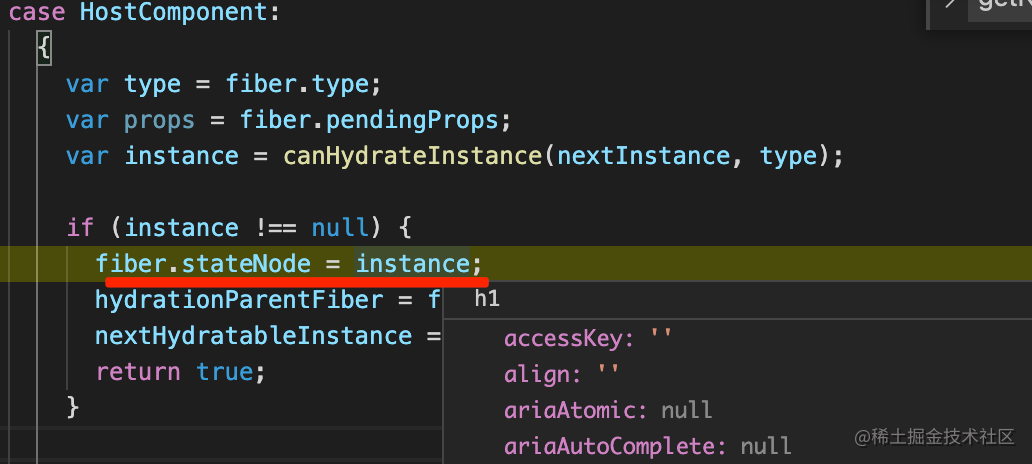 case HostComponent:
{
var type = fiber.type;
var props = fiber.pendingProps;
var instance = canHydrateInstance(nextInstance, type);
if (instance !== null) {
fiber.stateNode = instance;
hydrationParentFiber = f
h1
nextHydratableInstance =
accessKey: ''
return true;
align: ''
}
ariaAtomic: null
ariaAutoComplete: null
@稀土掘金技术社区